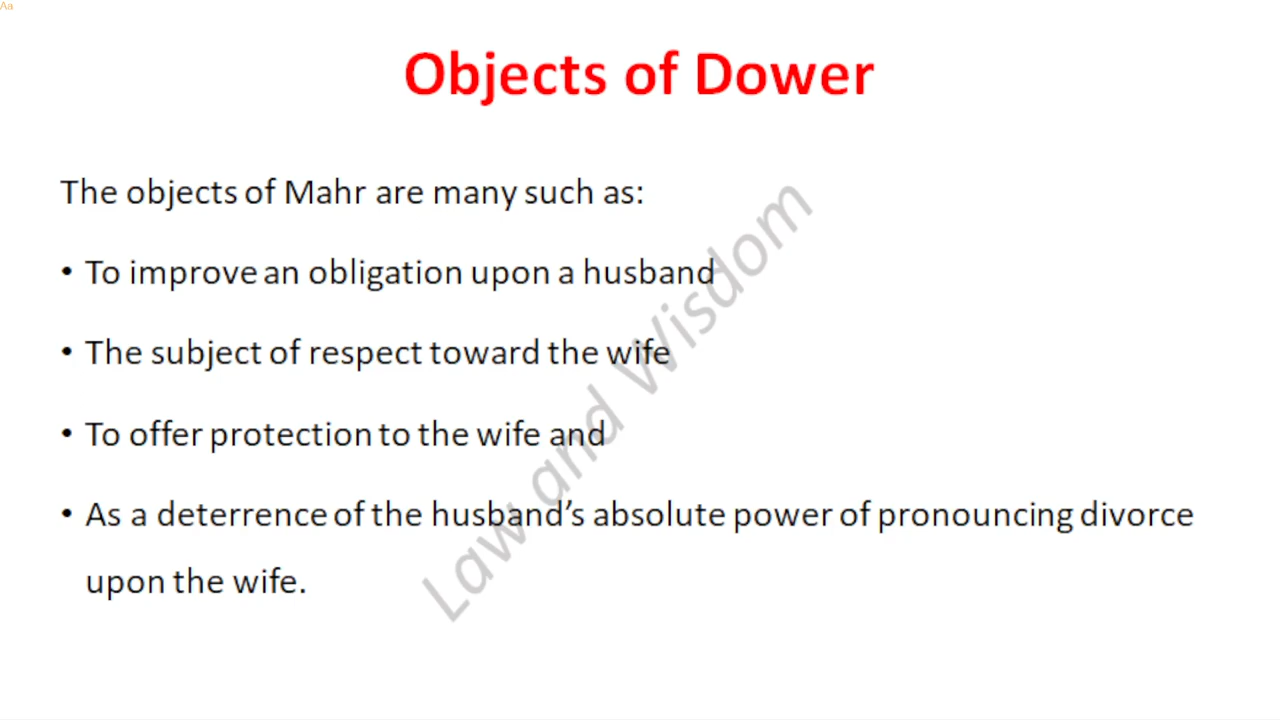 Aa
Objects of Dower
The objects of Mahr are many such as:
• To improve an obligation upon a husband
• The subject of respect toward the wife
• To offer protection to the wife and
• As a deterrence of the husband’s absolute power of pronouncing divorce
upon the wife.
Law and Wisdom